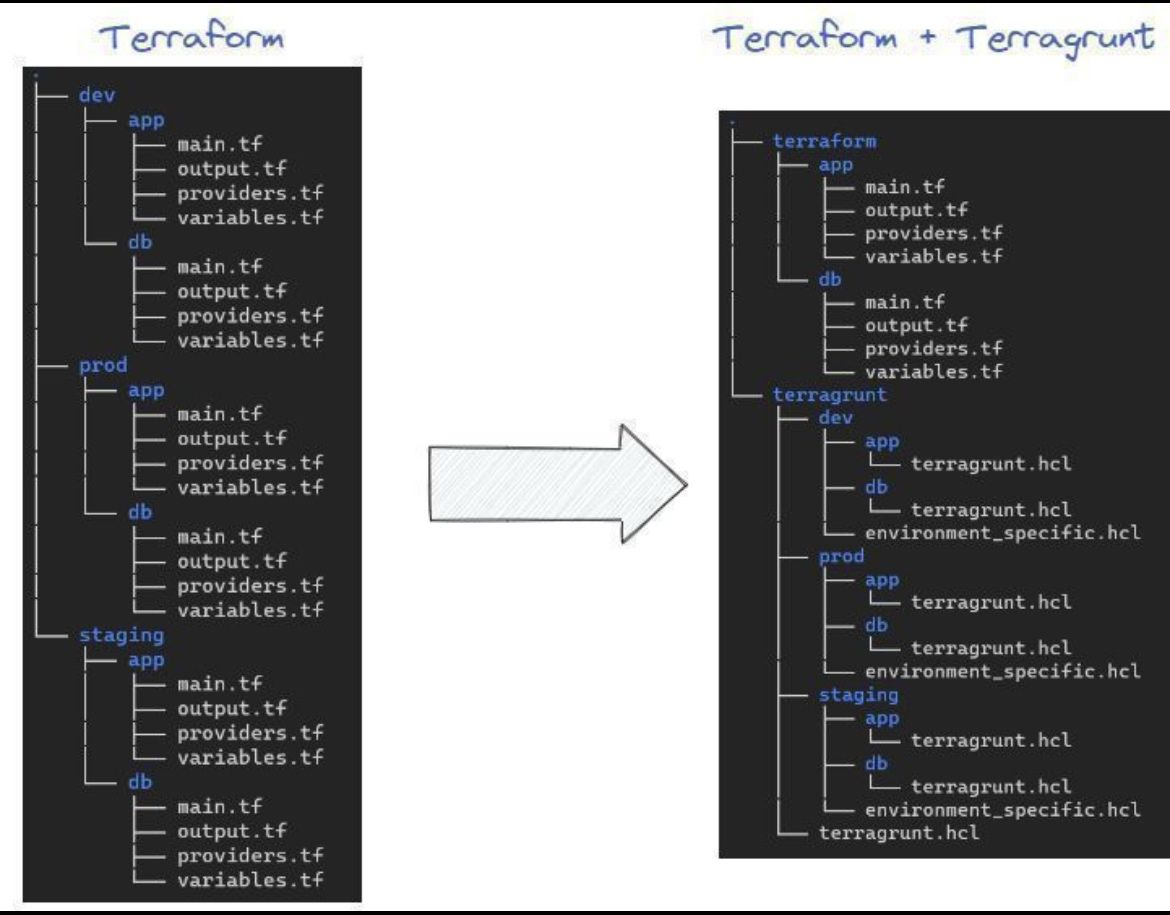 Terraform
.
├── dev
│   ├── app
│   │   ├── main.tf
│   │   ├── output.tf
│   │   ├── providers.tf
│   │   └── variables.tf
│   └── db
│       ├── main.tf
│       ├── output.tf
│       ├── providers.tf
│       └── variables.tf
├── prod
│   ├── app
│   │   ├── main.tf
│   │   ├── output.tf
│   │   ├── providers.tf
│   │   └── variables.tf
│   └── db
│       ├── main.tf
│       ├── output.tf
│       ├── providers.tf
│       └── variables.tf
└── staging
    ├── app
    │   ├── main.tf
    │   ├── output.tf
    │   ├── providers.tf
    │   └── variables.tf
    └── db
        ├── main.tf
        ├── output.tf
        ├── providers.tf
        └── variables.tf
Terraform + Terragrunt
.
├── terraform
│   ├── app
│   │   ├── main.tf
│   │   ├── output.tf
│   │   ├── providers.tf
│   │   └── variables.tf
│   └── db
│       ├── main.tf
│       ├── output.tf
│       ├── providers.tf
│       └── variables.tf
└── terragrunt
    ├── dev
    │   ├── app
    │   │   └── terragrunt.hcl
    │   ├── db
    │   │   └── terragrunt.hcl
    │   └── environment_specific.hcl
    ├── prod
    │   ├── app
    │   │   └── terragrunt.hcl
    │   ├── db
    │   │   └── terragrunt.hcl
    │   └── environment_specific.hcl
    ├── staging
    │   ├── app
    │   │   └── terragrunt.hcl
    │   ├── db
    │   │   └── terragrunt.hcl
    │   └── environment_specific.hcl
    └── terragrunt.hcl